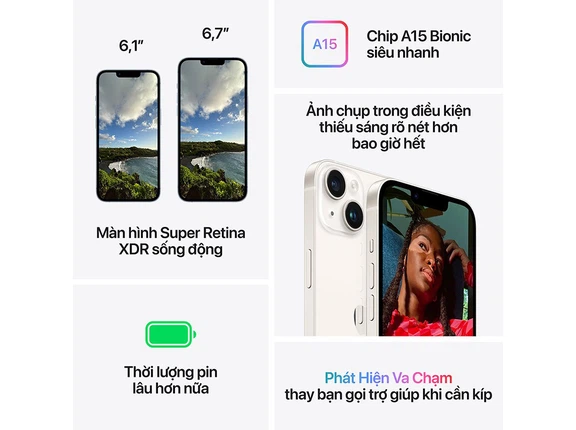 6,1”
6,7”
Màn hình Super Retina
XDR sống động
A15
Chip A15 Bionic
siêu nhanh
Ảnh chụp trong điều kiện
thiếu sáng rõ nét hơn
bao giờ hết
Thời lượng pin
lâu hơn nữa
Phát Hiện Va Chạm
thay bạn gọi trợ giúp khi cần kíp